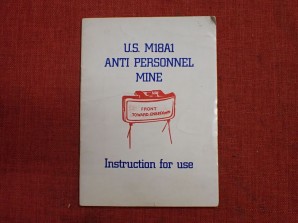 U.S. M18A1
ANTI PERSONNEL
MINE
FRONT
TOWARD ENEMY
Instruction for use